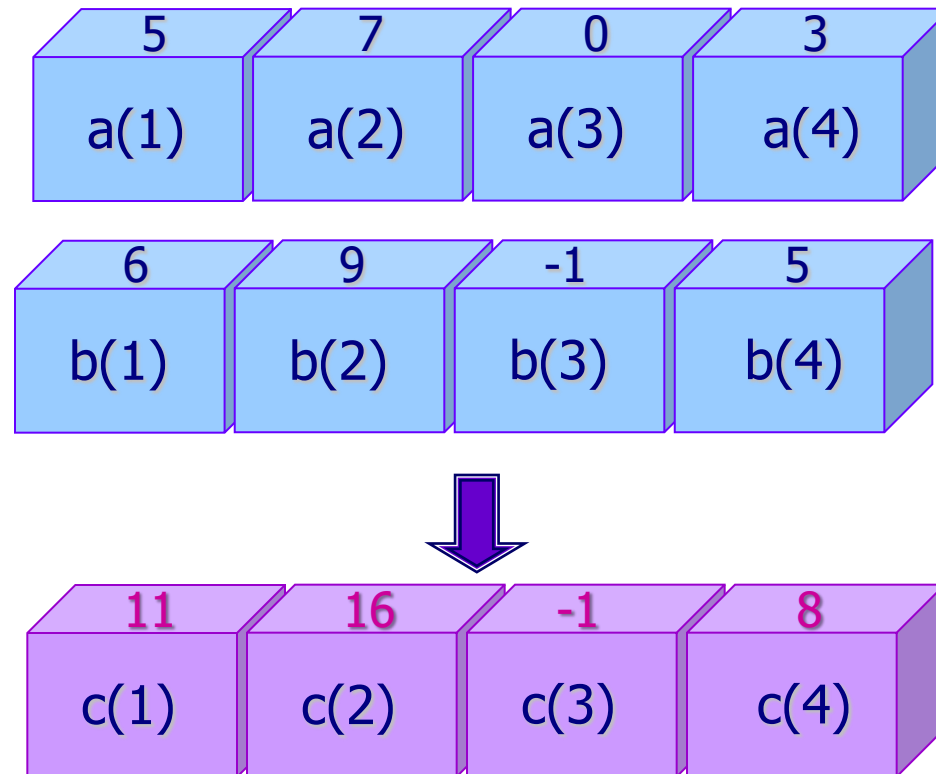 5 7 0 3
a(1) a(2) a(3) a(4)
6 9 -1 5
b(1) b(2) b(3) b(4)
11 16 -1 8
c(1) c(2) c(3) c(4)